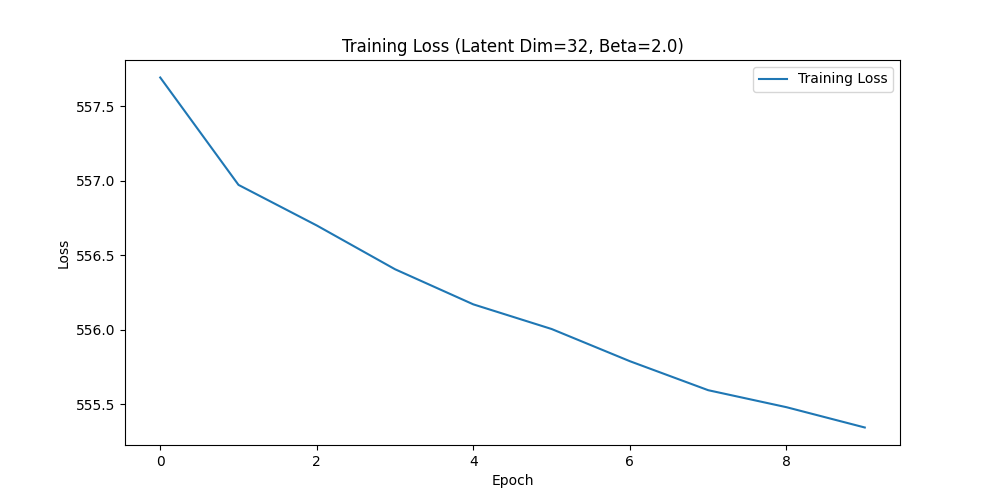 Training Loss (Latent Dim=32, Beta=2.0)
Training Loss
557.5
557.0
556.5
556.0
555.5
Loss
0 2 4 6 8
Epoch